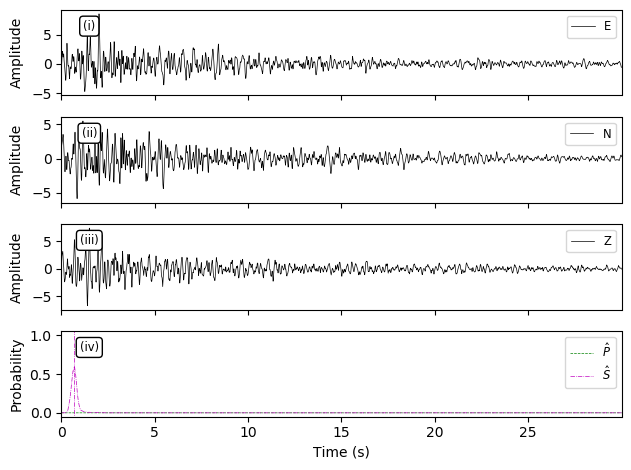 Amplitude
5
0
−5
(i)
E
Amplitude
5
0
−5
(ii)
N
Amplitude
5
0
−5
(iii)
Z
Probability
1.0
0.5
0.0
(iv)
P̂
Ŝ
0 5 10 15 20 25
Time (s)